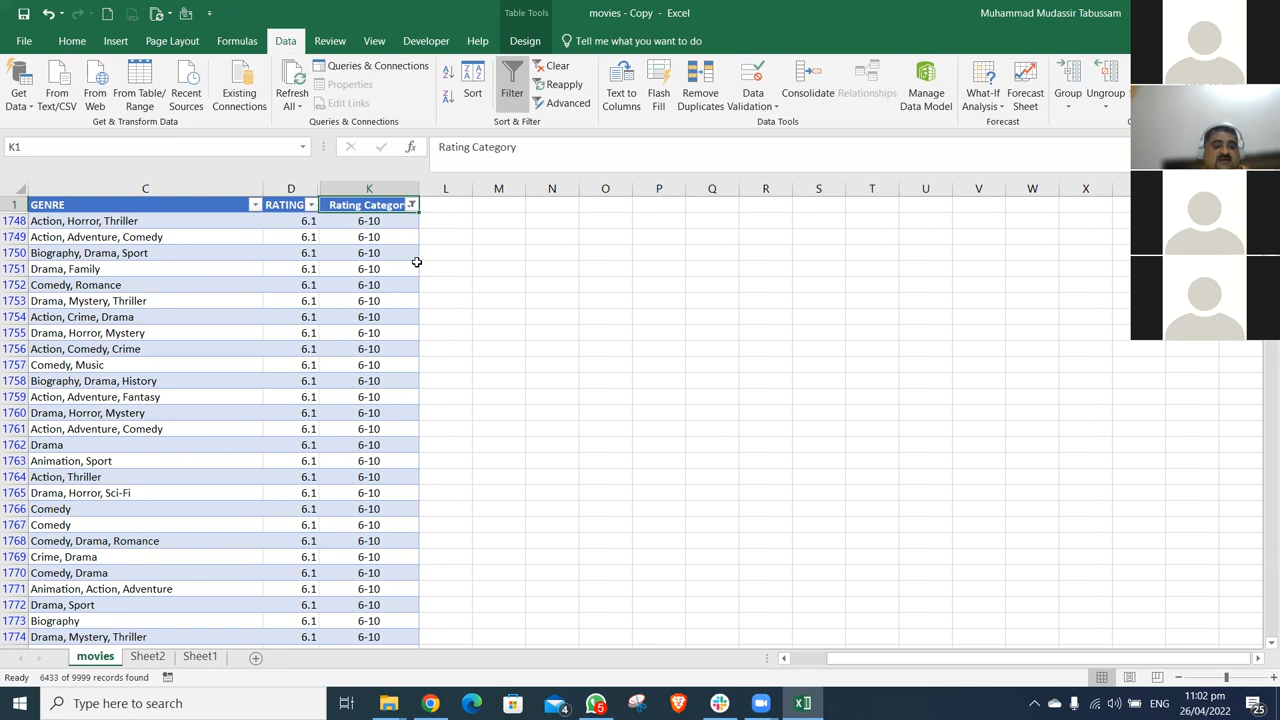 Table Tools
movies - Copy - Excel
Muhammad Mudassir Tabussam
File Home Insert Page Layout Formulas Data Review View Developer Help Design Tell me what you want to do
Get Data
From Text/CSV
From Web
From Table/Range
Recent Sources
Existing Connections
Get & Transform Data
Refresh All
Queries & Connections
Properties
Edit Links
Queries & Connections
Sort
Filter
Clear
Reapply
Advanced
Sort & Filter
Text to Columns
Flash Fill
Remove Duplicates
Data Validation
Consolidate
Relationships
Manage Data Model
Data Tools
What-If Analysis
Forecast Sheet
Forecast
Group
Ungroup
K1
Rating Category
C D K L M N O P Q R S T U V W X
1 GENRE RATING Rating Categor
1748 Action, Horror, Thriller 6.1 6-10
1749 Action, Adventure, Comedy 6.1 6-10
1750 Biography, Drama, Sport 6.1 6-10
1751 Drama, Family 6.1 6-10
1752 Comedy, Romance 6.1 6-10
1753 Drama, Mystery, Thriller 6.1 6-10
1754 Action, Crime, Drama 6.1 6-10
1755 Drama, Horror, Mystery 6.1 6-10
1756 Action, Comedy, Crime 6.1 6-10
1757 Comedy, Music 6.1 6-10
1758 Biography, Drama, History 6.1 6-10
1759 Action, Adventure, Fantasy 6.1 6-10
1760 Drama, Horror, Mystery 6.1 6-10
1761 Action, Adventure, Comedy 6.1 6-10
1762 Drama 6.1 6-10
1763 Animation, Sport 6.1 6-10
1764 Action, Thriller 6.1 6-10
1765 Drama, Horror, Sci-Fi 6.1 6-10
1766 Comedy 6.1 6-10
1767 Comedy 6.1 6-10
1768 Comedy, Drama, Romance 6.1 6-10
1769 Crime, Drama 6.1 6-10
1770 Comedy, Drama 6.1 6-10
1771 Animation, Action, Adventure 6.1 6-10
1772 Drama, Sport 6.1 6-10
1773 Biography 6.1 6-10
1774 Drama, Mystery, Thriller 6.1 6-10
movies Sheet2 Sheet1
Ready 6433 of 9999 records found
Type here to search
4
5
ENG
11:02 pm
26/04/2022
25